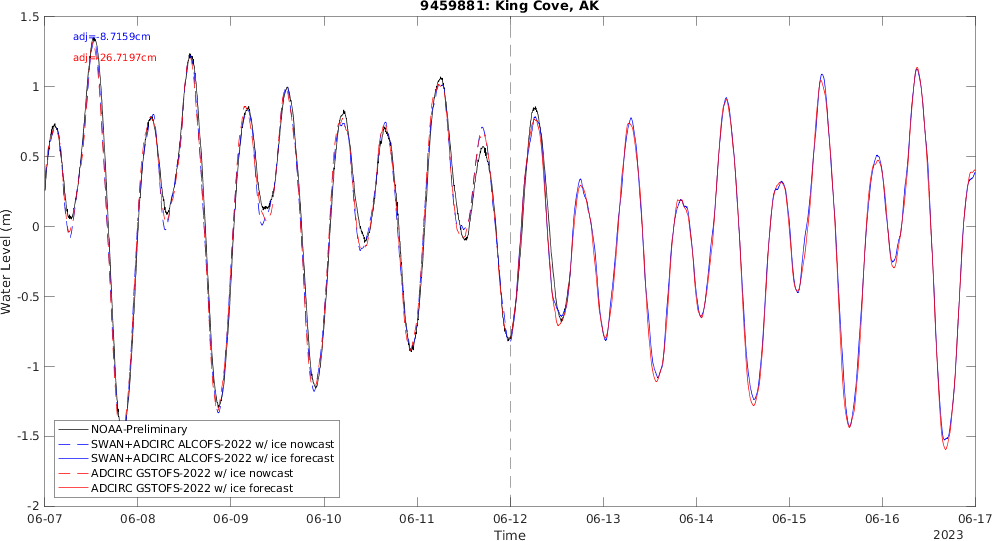 9459881: King Cove, AK
1.5
1
0.5
0
-0.5
-1
-1.5
-2
Water Level (m)
adj=-8.7159cm
adj=-26.7197cm
NOAA-Preliminary
SWAN+ADCIRC ALCOFS-2022 w/ ice nowcast
SWAN+ADCIRC ALCOFS-2022 w/ ice forecast
ADCIRC GSTOFS-2022 w/ ice nowcast
ADCIRC GSTOFS-2022 w/ ice forecast
06-07 06-08 06-09 06-10 06-11 06-12 06-13 06-14 06-15 06-16 06-17
Time
2023